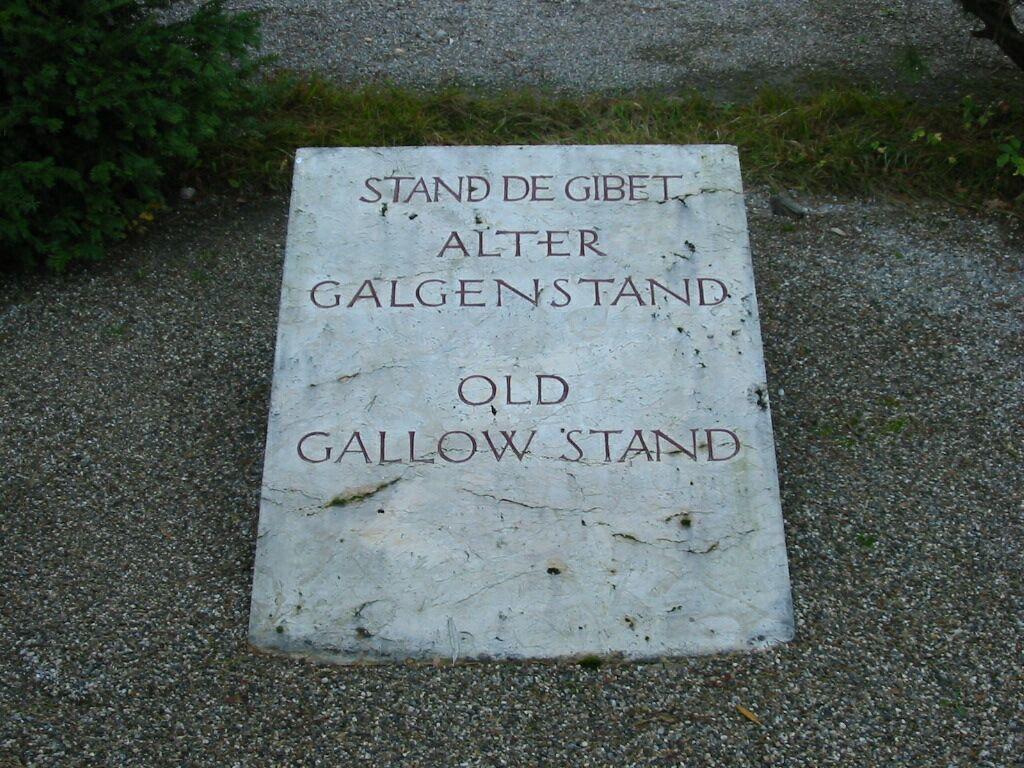 STAND DE GIBET
ALTER
GALGENSTAND
OLD
GALLOW STAND